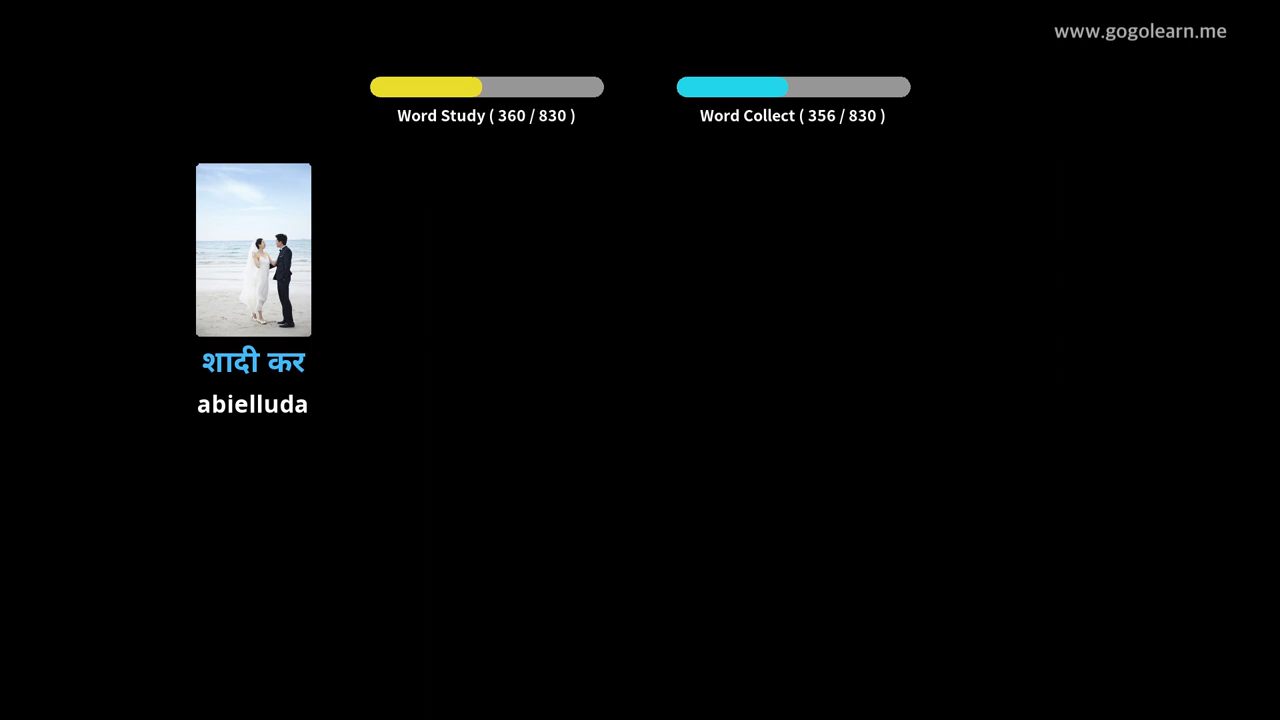 www.gogolearn.me
Word Study ( 360 / 830 )
Word Collect ( 356 / 830 )
शादी कर
abielluda